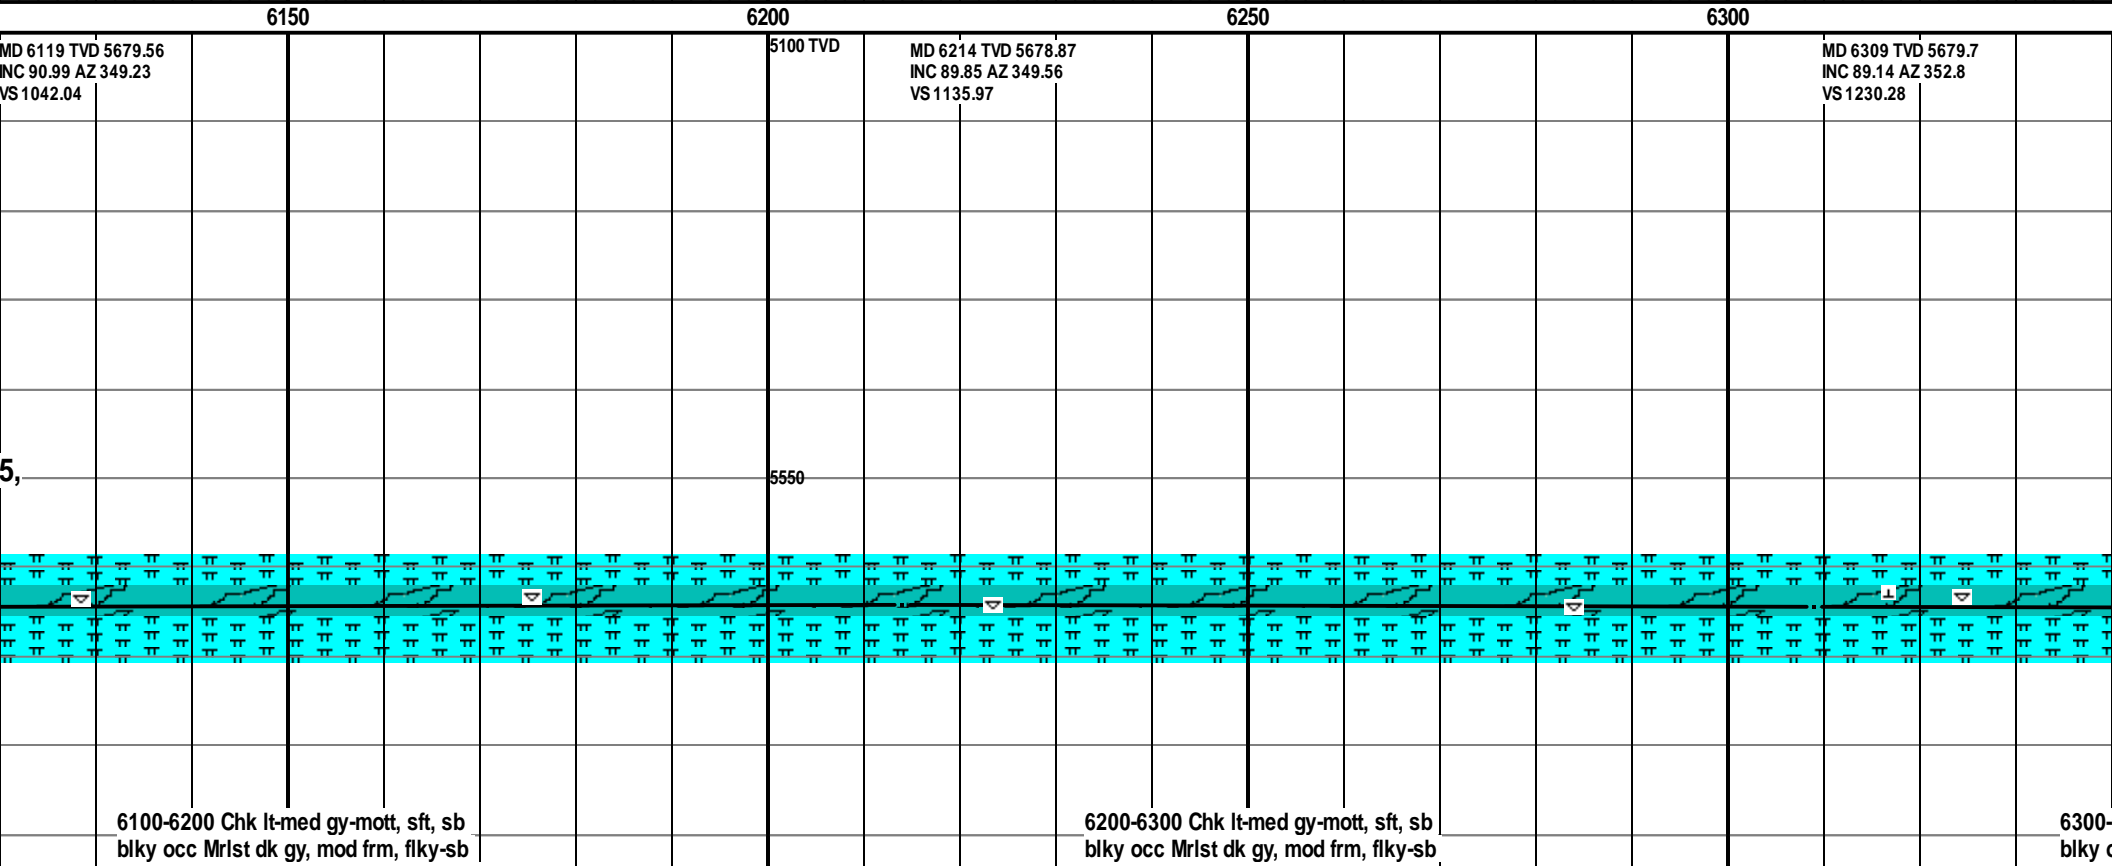 6150 6200 6250 6300
MD 6119 TVD 5679.56
INC 90.99 AZ 349.23
VS 1042.04
5100 TVD
MD 6214 TVD 5678.87
INC 89.85 AZ 349.56
VS 1135.97
MD 6309 TVD 5679.7
INC 89.14 AZ 352.8
VS 1230.28
5,
5550
6100-6200 Chk lt-med gy-mott, sft, sb
blky occ Mrlst dk gy, mod frm, flky-sb
6200-6300 Chk lt-med gy-mott, sft, sb
blky occ Mrlst dk gy, mod frm, flky-sb
6300-
blky